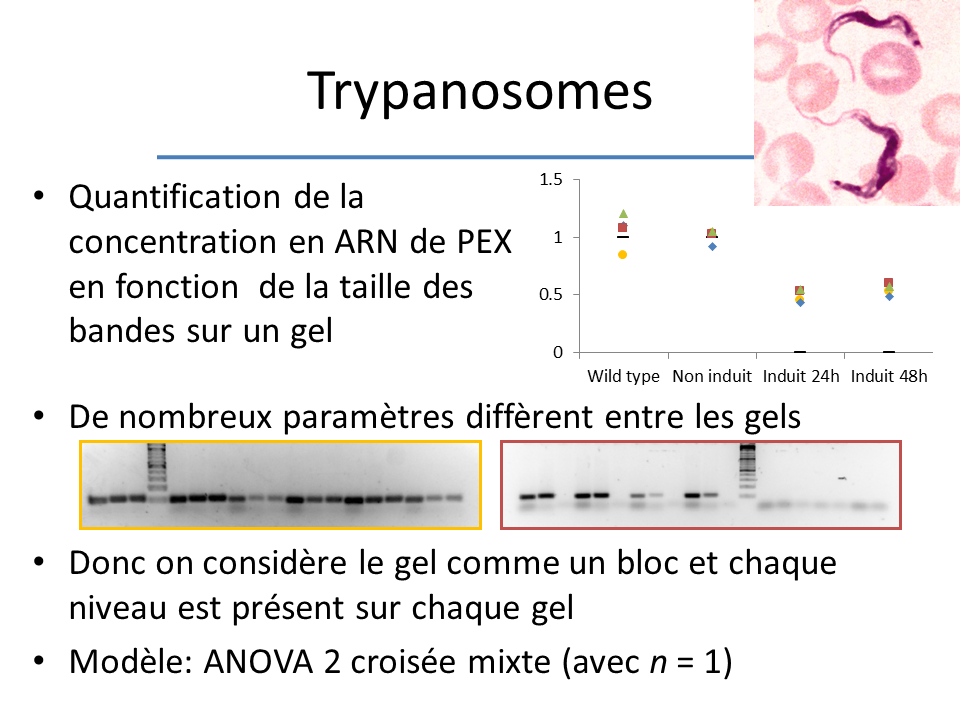 Trypanosomes
• Quantification de la
concentration en ARN de PEX
en fonction de la taille des
bandes sur un gel
1.5
1
0.5
0
Wild type Non induit Induit 24h Induit 48h
• De nombreux paramètres diffèrent entre les gels
• Donc on considère le gel comme un bloc et chaque
niveau est présent sur chaque gel
• Modèle: ANOVA 2 croisée mixte (avec n = 1)